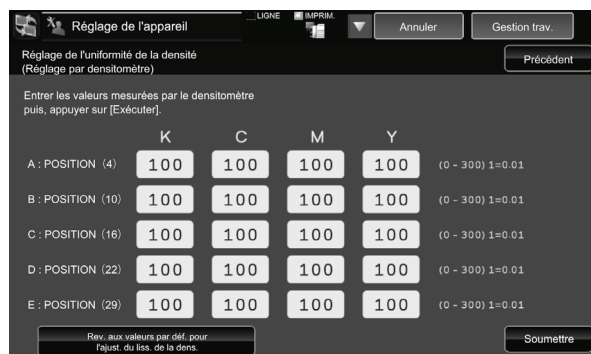 Réglage de l'appareil
LIGNE
IMPRIM.
Annuler
Gestion trav.
Réglage de l'uniformité de la densité
(Réglage par densitomètre)
Précédent
Entrer les valeurs mesurées par le densitomètre
puis, appuyer sur [Exécuter].
K C M Y
A : POSITION (4) 100 100 100 100 (0 - 300) 1=0.01
B : POSITION (10) 100 100 100 100 (0 - 300) 1=0.01
C : POSITION (16) 100 100 100 100 (0 - 300) 1=0.01
D : POSITION (22) 100 100 100 100 (0 - 300) 1=0.01
E : POSITION (29) 100 100 100 100 (0 - 300) 1=0.01
Rev. aux valeurs par déf. pour
l'ajust. du liss. de la dens.
Soumettre